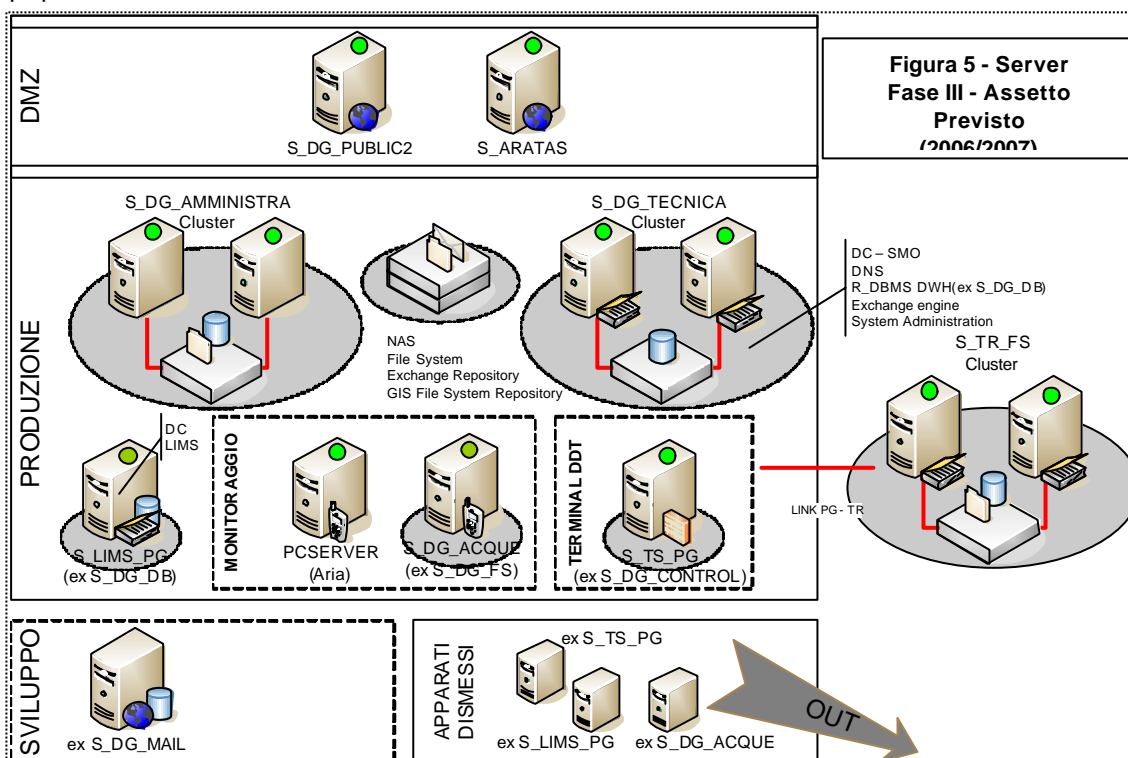 DMZ
S_DG_PUBLIC2
S_ARATAS
Figura 5 - Server
Fase III - Assetto
Previsto
(2006/2007)
PRODUZIONE
S_DG_AMMINISTRA
Cluster
S_DG_TECNICA
Cluster
NAS
File System
Exchange Repository
GIS File System Repository
DC – SMO
DNS
R_DBMS DWH(ex S_DG_DB)
Exchange engine
System Administration
S_TR_FS
Cluster
DC
LIMS
S_LIMS_PG
(ex S_DG_DB)
MONITORAGGIO
PCSERVER
(Aria)
S_DG_ACQUE
(ex S_DG_FS)
TERMINAL DDT
S_TS_PG
(ex S_DG_CONTROL)
LINK PG - TR
SVILUPPO
ex S_DG_MAIL
APPARATI
DISMESSI
ex S_TS_PG
ex S_LIMS_PG
ex S_DG_ACQUE
OUT